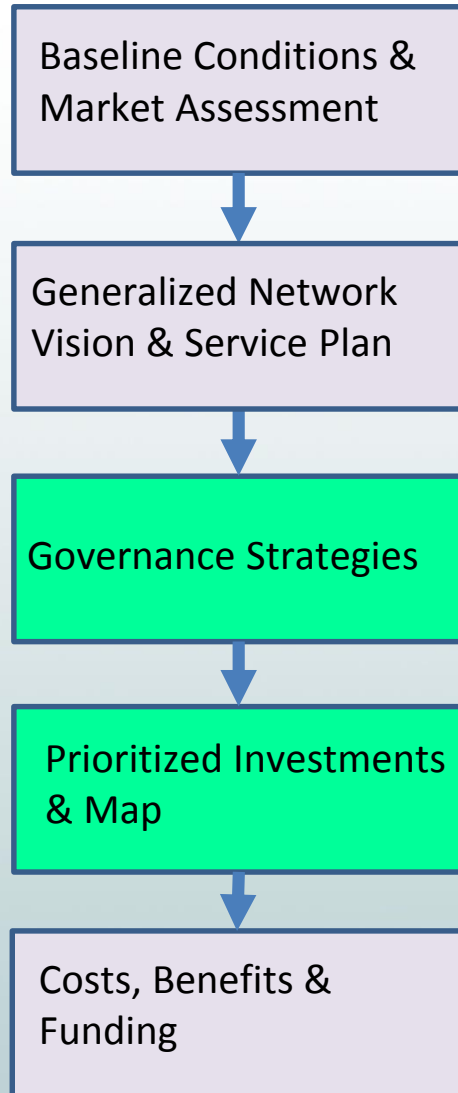 Baseline Conditions &
Market Assessment
Generalized Network
Vision & Service Plan
Governance Strategies
Prioritized Investments
& Map
Costs, Benefits &
Funding